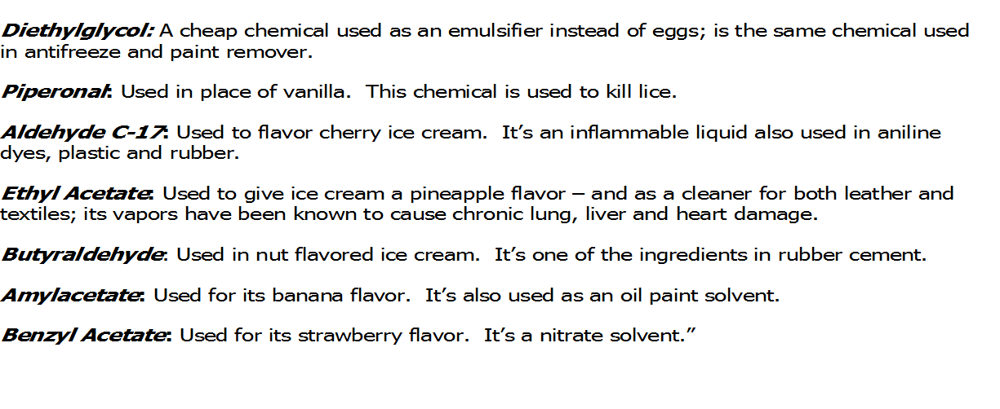 Diethylglycol: A cheap chemical used as an emulsifier instead of eggs; is the same chemical used
in antifreeze and paint remover.
Piperonal: Used in place of vanilla.  This chemical is used to kill lice.
Aldehyde C-17: Used to flavor cherry ice cream.  It’s an inflammable liquid also used in aniline
dyes, plastic and rubber.
Ethyl Acetate: Used to give ice cream a pineapple flavor – and as a cleaner for both leather and
textiles; its vapors have been known to cause chronic lung, liver and heart damage.
Butyraldehyde: Used in nut flavored ice cream.  It’s one of the ingredients in rubber cement.
Amylacetate: Used for its banana flavor.  It’s also used as an oil paint solvent.
Benzyl Acetate: Used for its strawberry flavor.  It’s a nitrate solvent.”